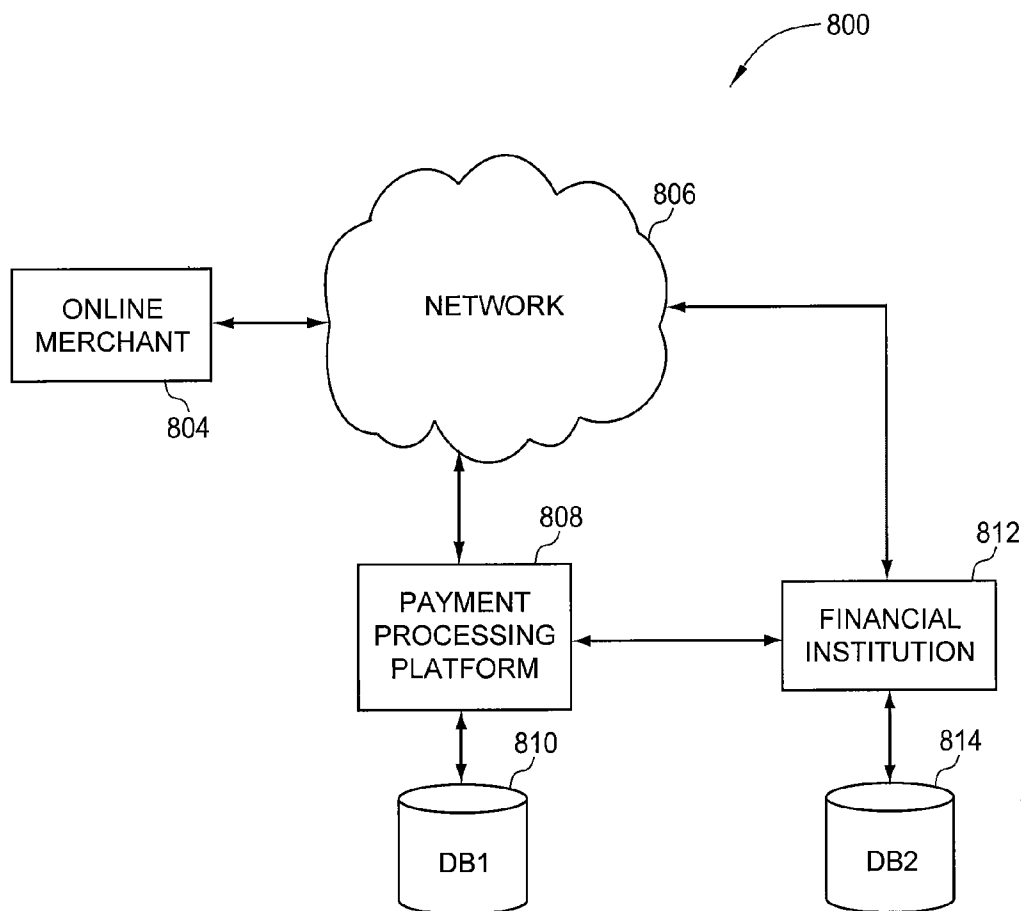 800
806
NETWORK
ONLINE
MERCHANT
804
808
812
PAYMENT
PROCESSING
PLATFORM
FINANCIAL
INSTITUTION
810
814
DB1
DB2